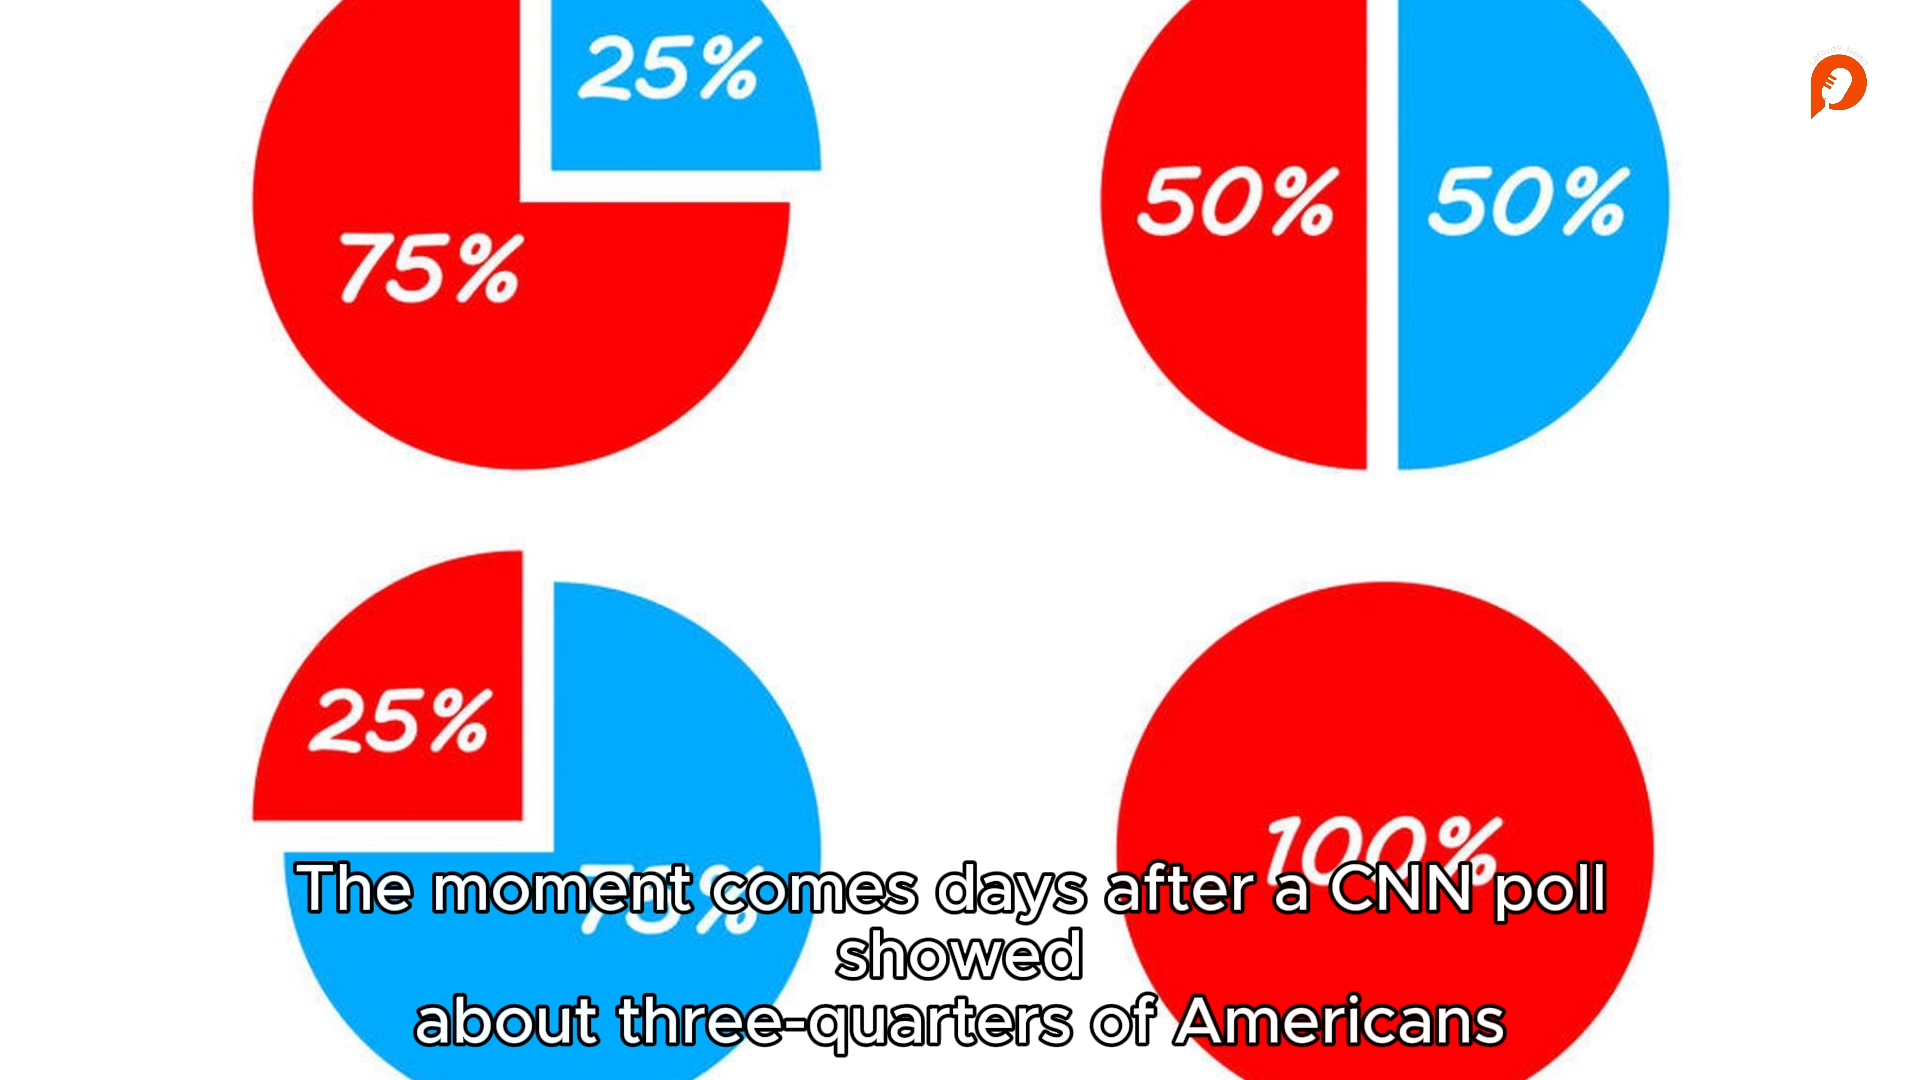 25%
75%
50% 50%
25%
75%
100%
The moment comes days after a CNN poll
showed
about three-quarters of Americans